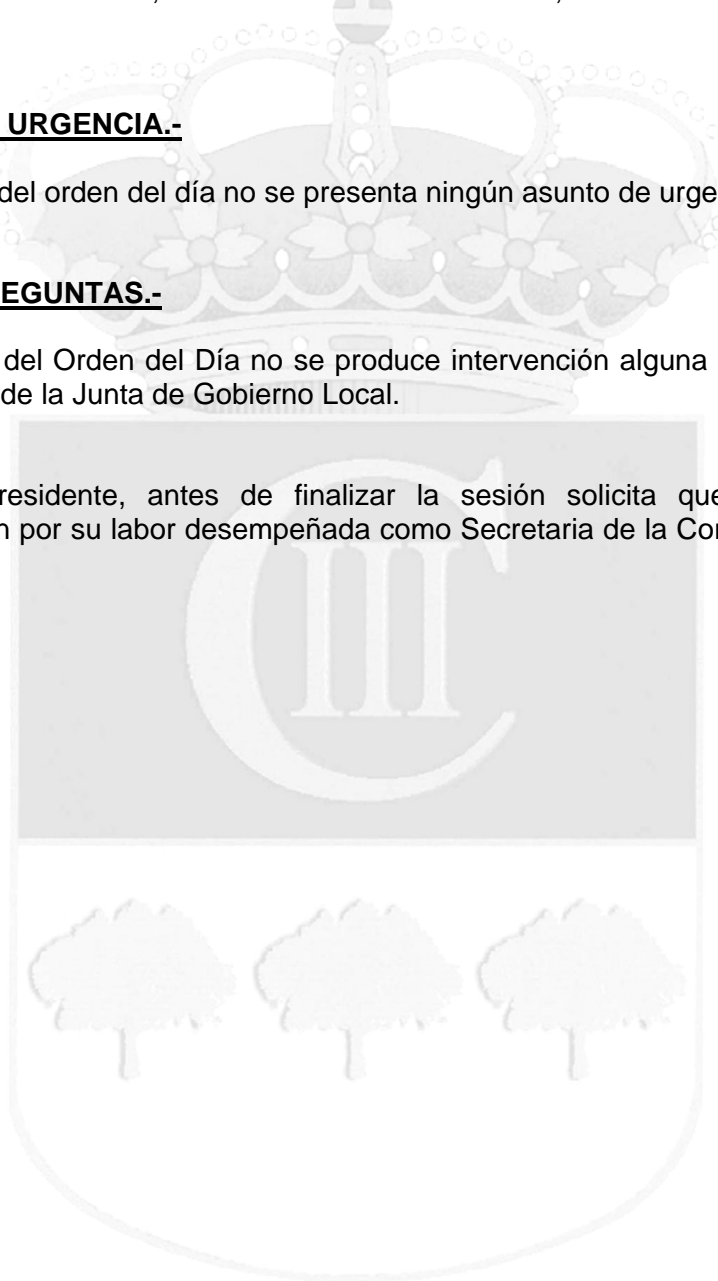 URGENCIA.-
del orden del día no se presenta ningún asunto de
EGUNTAS.-
del Orden del Día no se produce intervención alguna
de la Junta de Gobierno Local.
residente, antes de finalizar la sesión solicita que
por su labor desempeñada como Secretaria de la
CIII